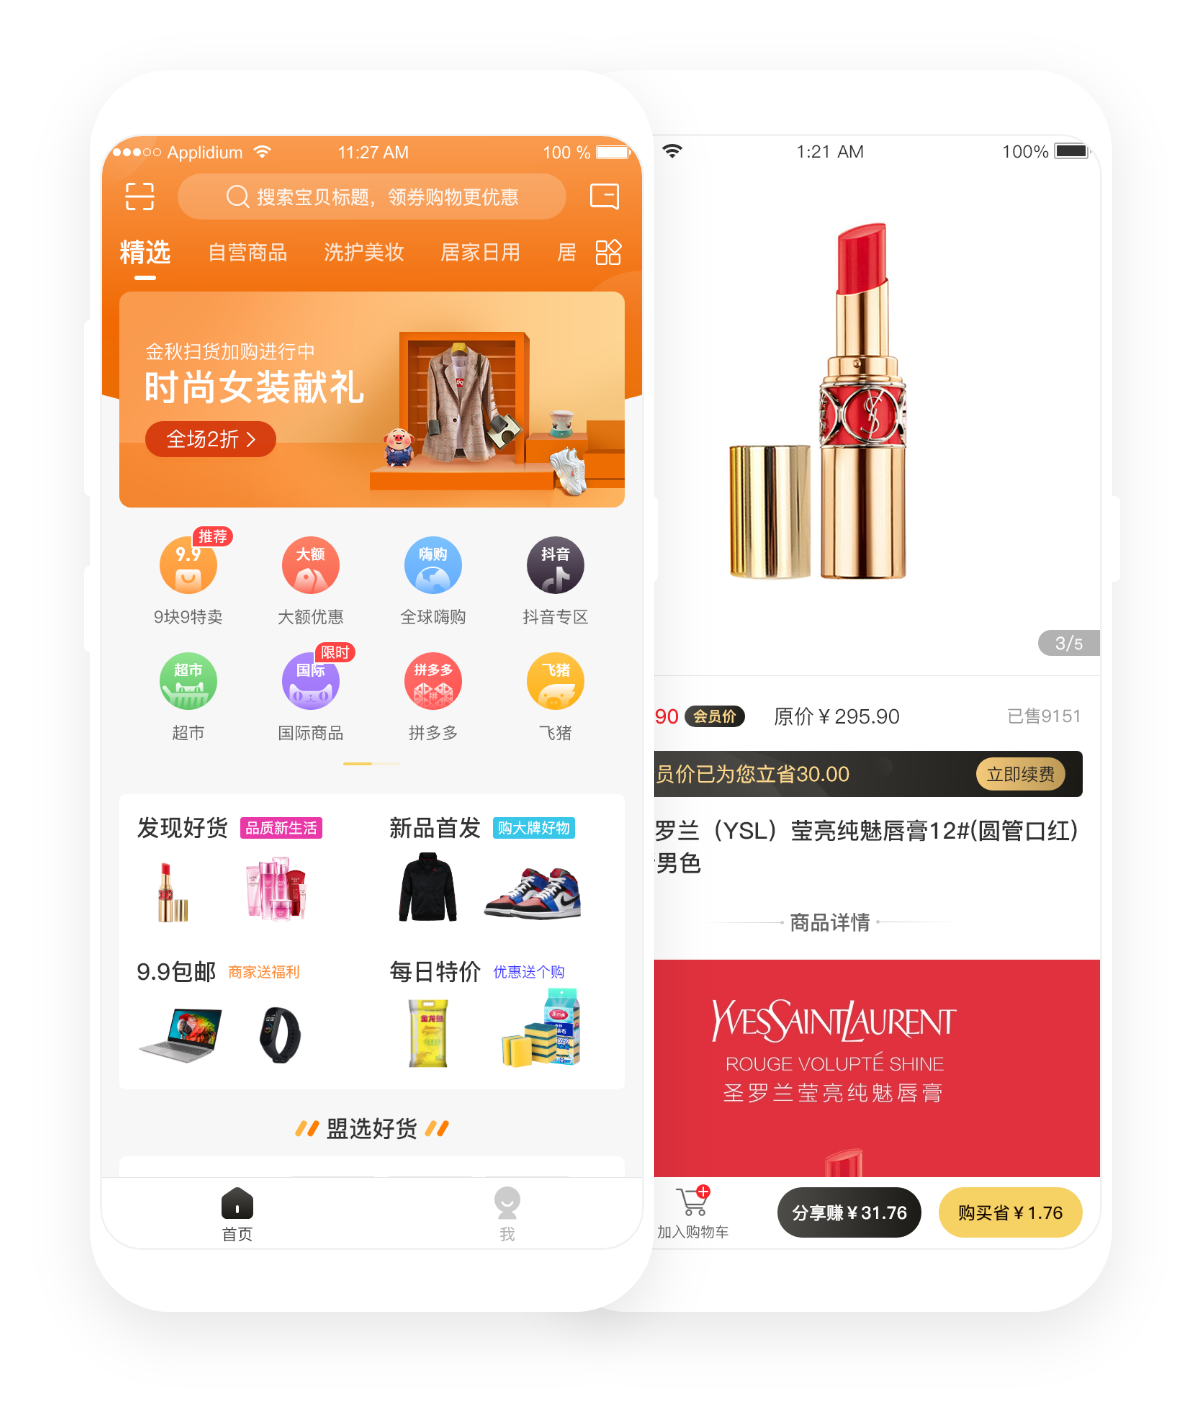 Applidium
11:27 AM
100 %
搜索宝贝标题，领券购物更优惠
精选
自营商品
洗护美妆
居家日用
居
金秋扫货加购进行中
时尚女装献礼
全场2折
推荐
9.9
大额
嗨购
抖音
9块9特卖
大额优惠
全球嗨购
抖音专区
限时
超市
国际
拼多多
飞猪
超市
国际商品
拼多多
飞猪
发现好货
品质新生活
新品首发
购大牌好物
9.9包邮
商家送福利
每日特价
优惠送个购
盟选好货
首页
我
1:21 AM
100%
3/5
90
会员价
原价￥295.90
已售9151
员价已为您立省30.00
立即续费
罗兰（YSL）莹亮纯魅唇膏12#(圆管口红)
男色
商品详情
YVESSAINTLAURENT
ROUGE VOLUPTÉ SHINE
圣罗兰莹亮纯魅唇膏
加入购物车
分享赚￥31.76
购买省￥1.76